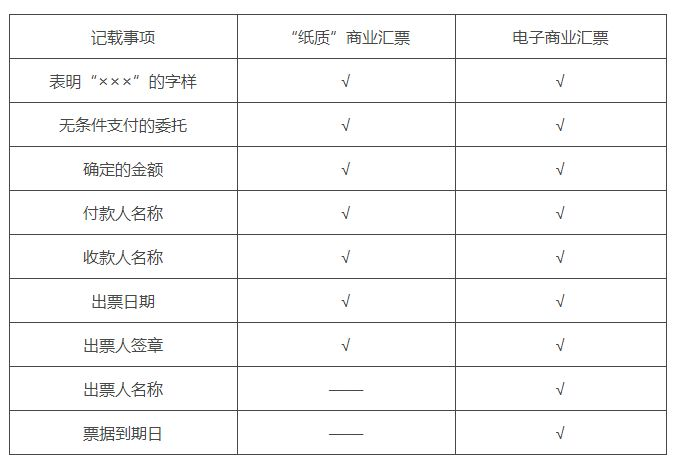 记载事项 “纸质”商业汇票 电子商业汇票
表明“×××”的字样 √ √
无条件支付的委托 √ √
确定的金额 √ √
付款人名称 √ √
收款人名称 √ √
出票日期 √ √
出票人签章 √ √
出票人名称 —— √
票据到期日 —— √